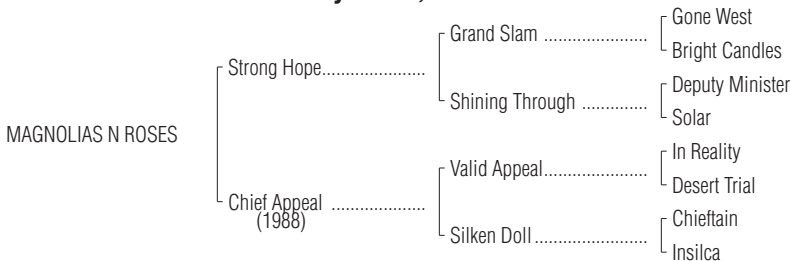 Gone West
Grand Slam ........................
Bright Candles
Strong Hope......................
Deputy Minister
Shining Through ..............
Solar
MAGNOLIAS N ROSES
In Reality
Valid Appeal........................
Desert Trial
Chief Appeal ....................
(1988)
Chieftain
Silken Doll..........................
Insilca